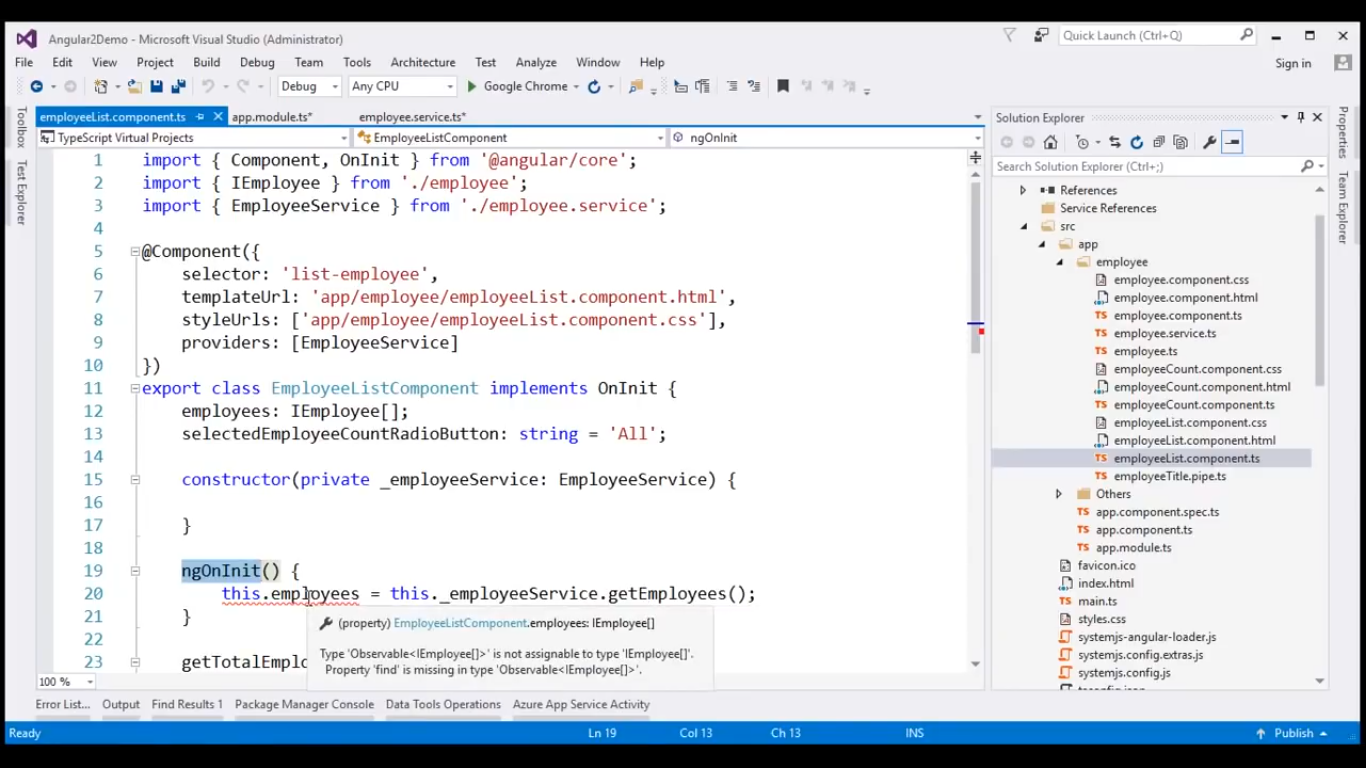 Angular2Demo - Microsoft Visual Studio (Administrator)
Quick Launch (Ctrl+Q)
File Edit View Project Build Debug Team Tools Architecture Test Analyze Window Help
Sign in
Debug Any CPU Google Chrome
Toolbox
Test Explorer
employeeList.component.ts app.module.ts* employee.service.ts*
TypeScript Virtual Projects EmployeeListComponent ngOnInit
1 import { Component, OnInit } from '@angular/core';
2 import { IEmployee } from './employee';
3 import { EmployeeService } from './employee.service';
4
5 @Component({
6 selector: 'list-employee',
7 templateUrl: 'app/employee/employeeList.component.html',
8 styleUrls: ['app/employee/employeeList.component.css'],
9 providers: [EmployeeService]
10 })
11 export class EmployeeListComponent implements OnInit {
12 employees: IEmployee[];
13 selectedEmployeeCountRadioButton: string = 'All';
14
15 constructor(private _employeeService: EmployeeService) {
16
17 }
18
19 ngOnInit() {
20 this.employees = this._employeeService.getEmployees();
21 }
22
23 getTotalEmplo
(property) EmployeeListComponent.employees: IEmployee[]
Type 'Observable<IEmployee[]>' is not assignable to type 'IEmployee[]'.
Property 'find' is missing in type 'Observable<IEmployee[]>'.
100 %
Solution Explorer
Search Solution Explorer (Ctrl+;)
References
Service References
src
app
employee
employee.component.css
employee.component.html
employee.component.ts
employee.service.ts
employee.ts
employeeCount.component.css
employeeCount.component.html
employeeCount.component.ts
employeeList.component.css
employeeList.component.html
employeeList.component.ts
employeeTitle.pipe.ts
Others
app.component.spec.ts
app.component.ts
app.module.ts
favicon.ico
index.html
main.ts
styles.css
systemjs-angular-loader.js
systemjs.config.extras.js
systemjs.config.js
Properties
Team Explorer
Error List... Output Find Results 1 Package Manager Console Data Tools Operations Azure App Service Activity
Ready Ln 19 Col 13 Ch 13 INS Publish